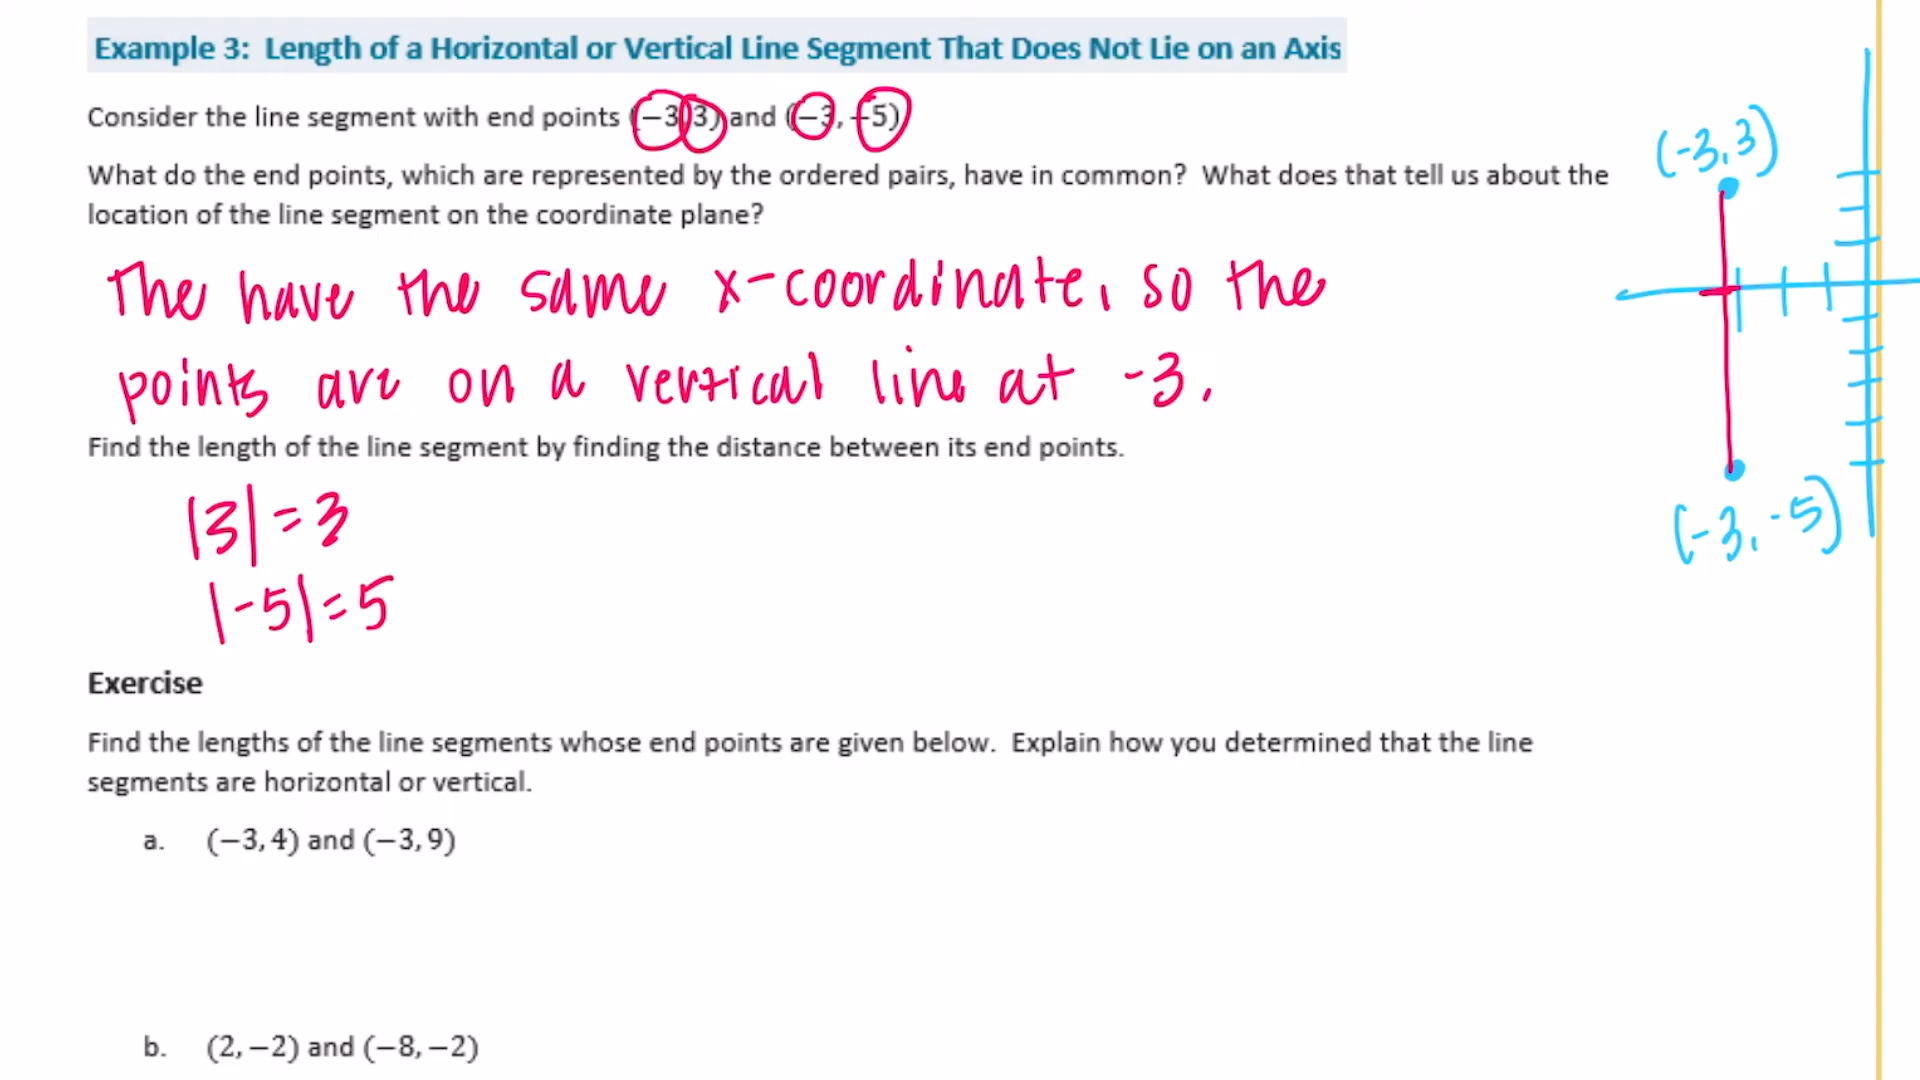 Example 3: Length of a Horizontal or Vertical Line Segment That Does Not Lie on an Axis
Consider the line segment with end points (−3, 3) and (−3, −5).
What do the end points, which are represented by the ordered pairs, have in common? What does that tell us about the
location of the line segment on the coordinate plane?
The have the same x-coordinate, so the
points are on a vertical line at -3.
Find the length of the line segment by finding the distance between its end points.
|3| = 3
|-5| = 5
(-3, 3)
(-3, -5)
Exercise
Find the lengths of the line segments whose end points are given below. Explain how you determined that the line
segments are horizontal or vertical.
a. (−3, 4) and (−3, 9)
b. (2, −2) and (−8, −2)